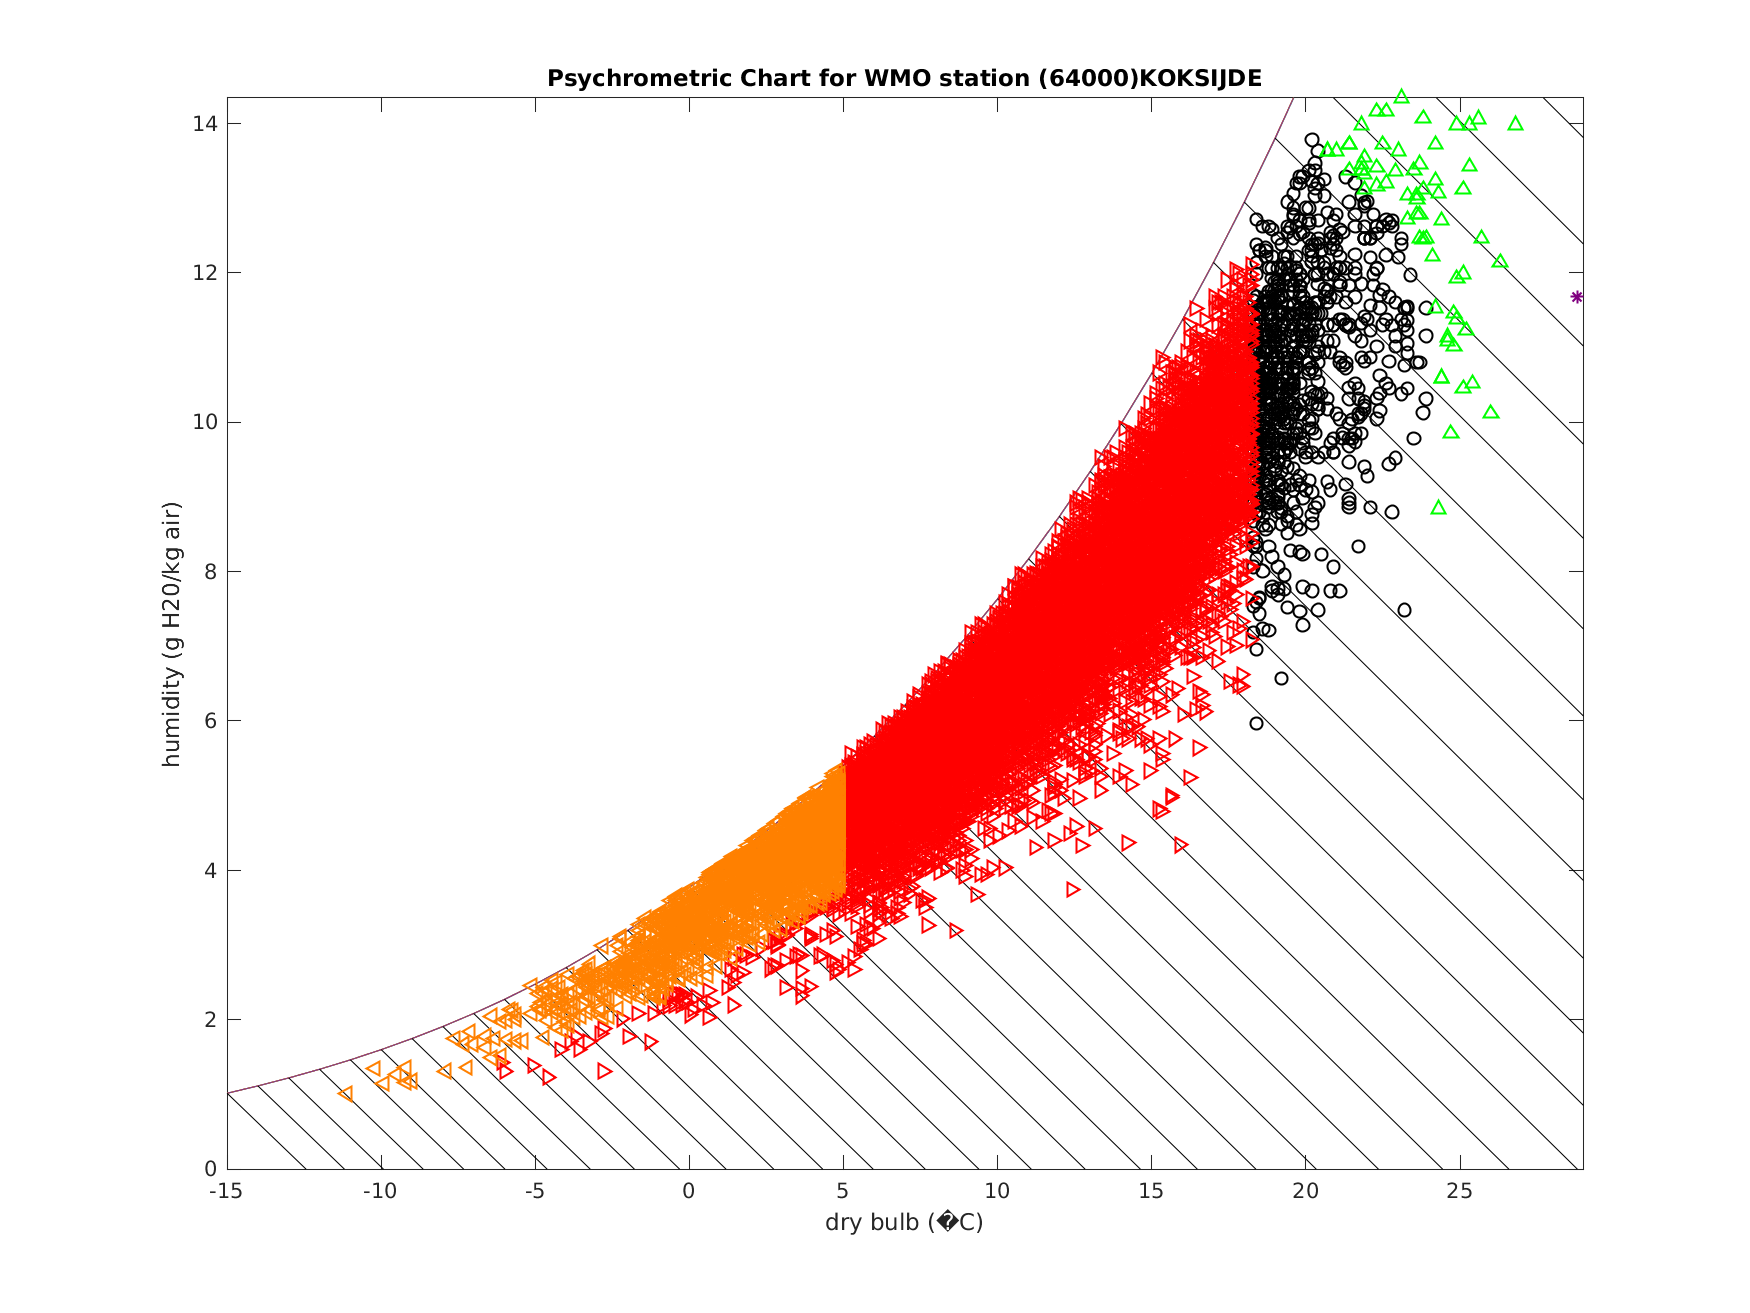 Psychrometric Chart for WMO station (64000)KOKSIJDE
14
12
10
8
6
4
2
0
humidity (g H20/kg air)
-15 -10 -5 0 5 10 15 20 25
dry bulb (�C)